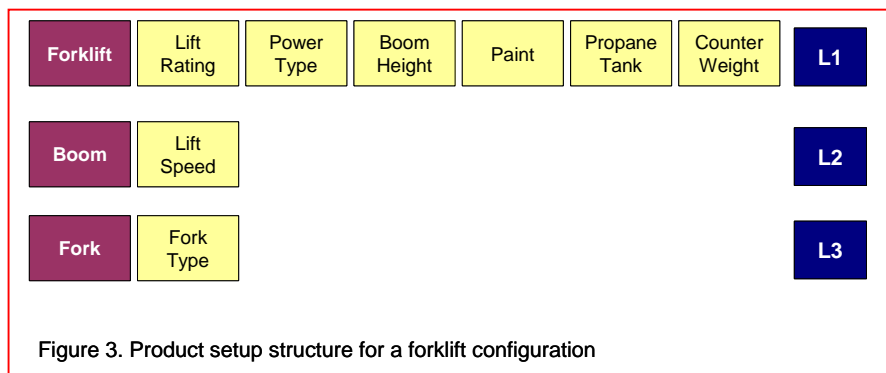 Forklift
Lift
Rating
Power
Type
Boom
Height
Paint
Propane
Tank
Counter
Weight
L1
Boom
Lift
Speed
L2
Fork
Fork
Type
L3
Figure 3. Product setup structure for a forklift configuration